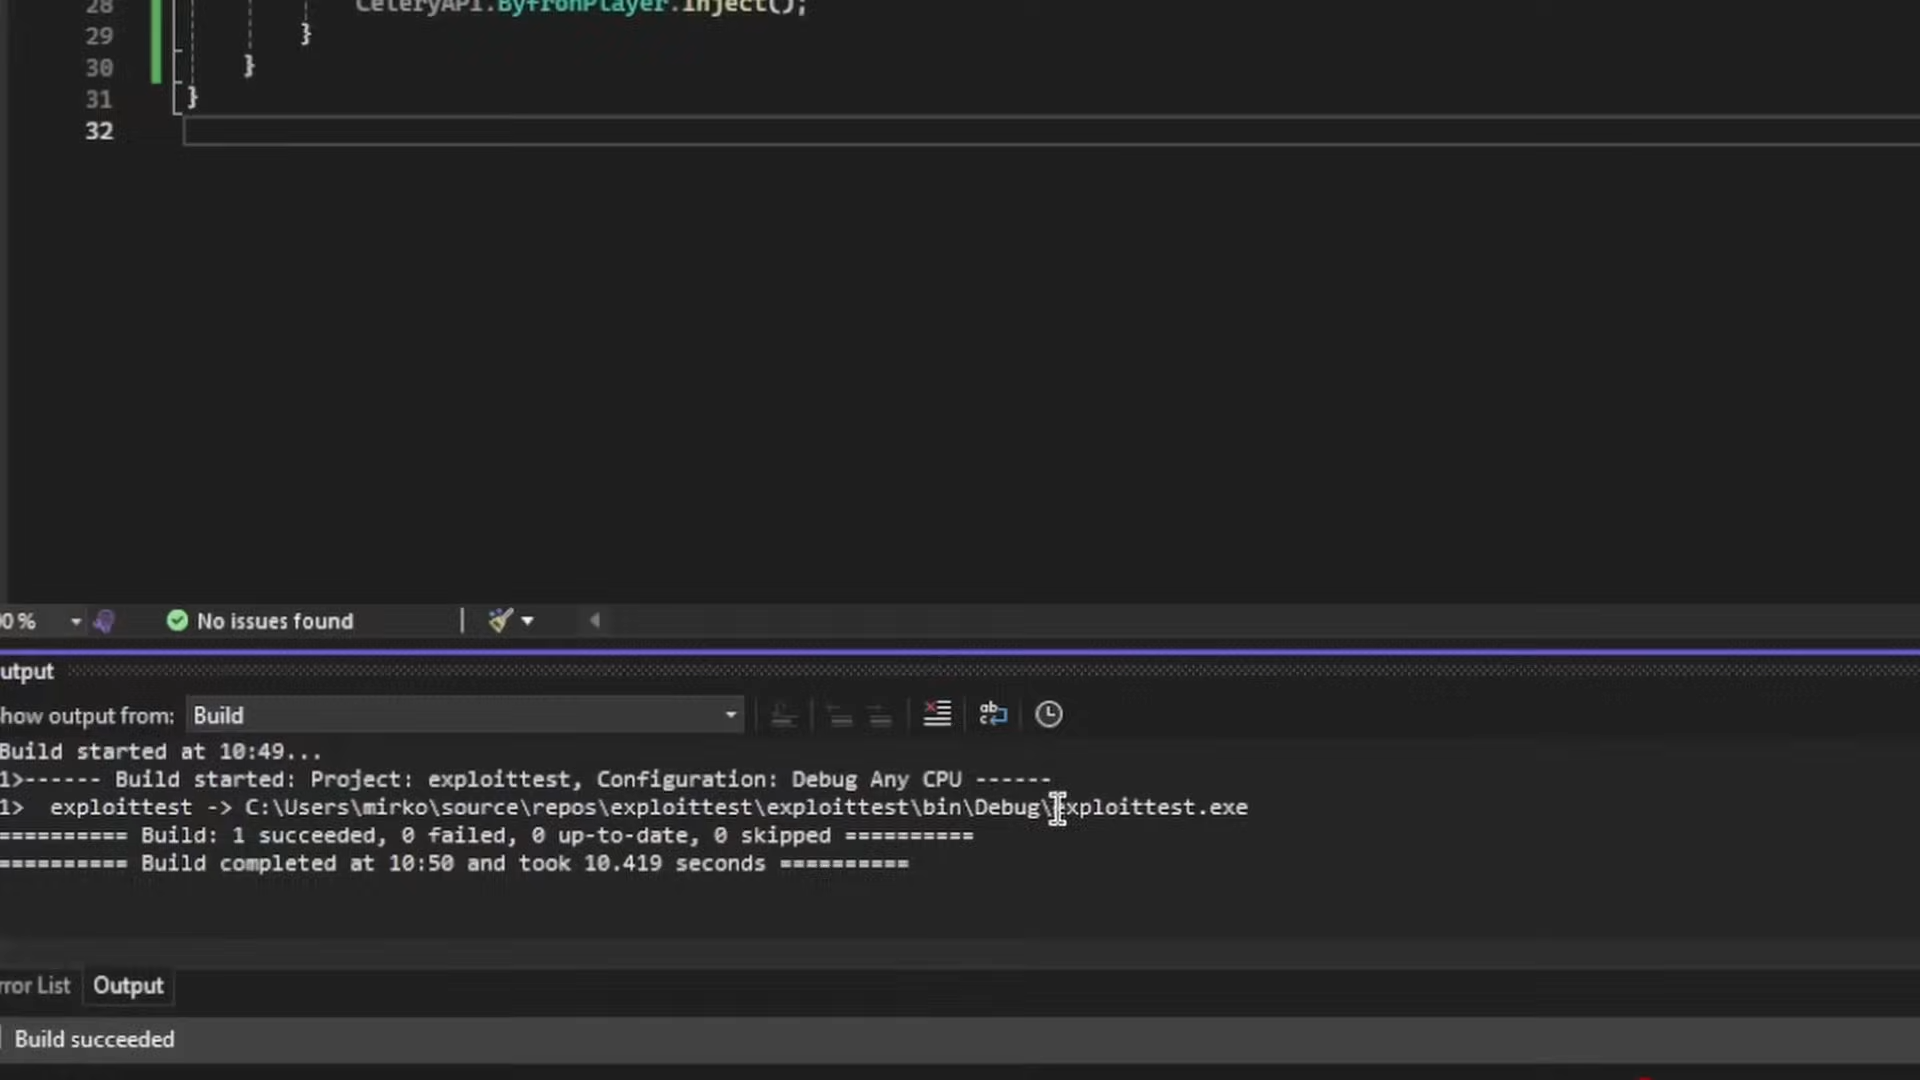 28 CeleryAPI.ByfronPlayer.Inject();
29 }
30 }
31 }
32
00 % No issues found
utput
how output from: Build
Build started at 10:49...
1>------ Build started: Project: exploittest, Configuration: Debug Any CPU ------
1> exploittest -> C:\Users\mirko\source\repos\exploittest\exploittest\bin\Debug\exploittest.exe
========== Build: 1 succeeded, 0 failed, 0 up-to-date, 0 skipped ==========
========== Build completed at 10:50 and took 10.419 seconds ==========
rror List Output
Build succeeded